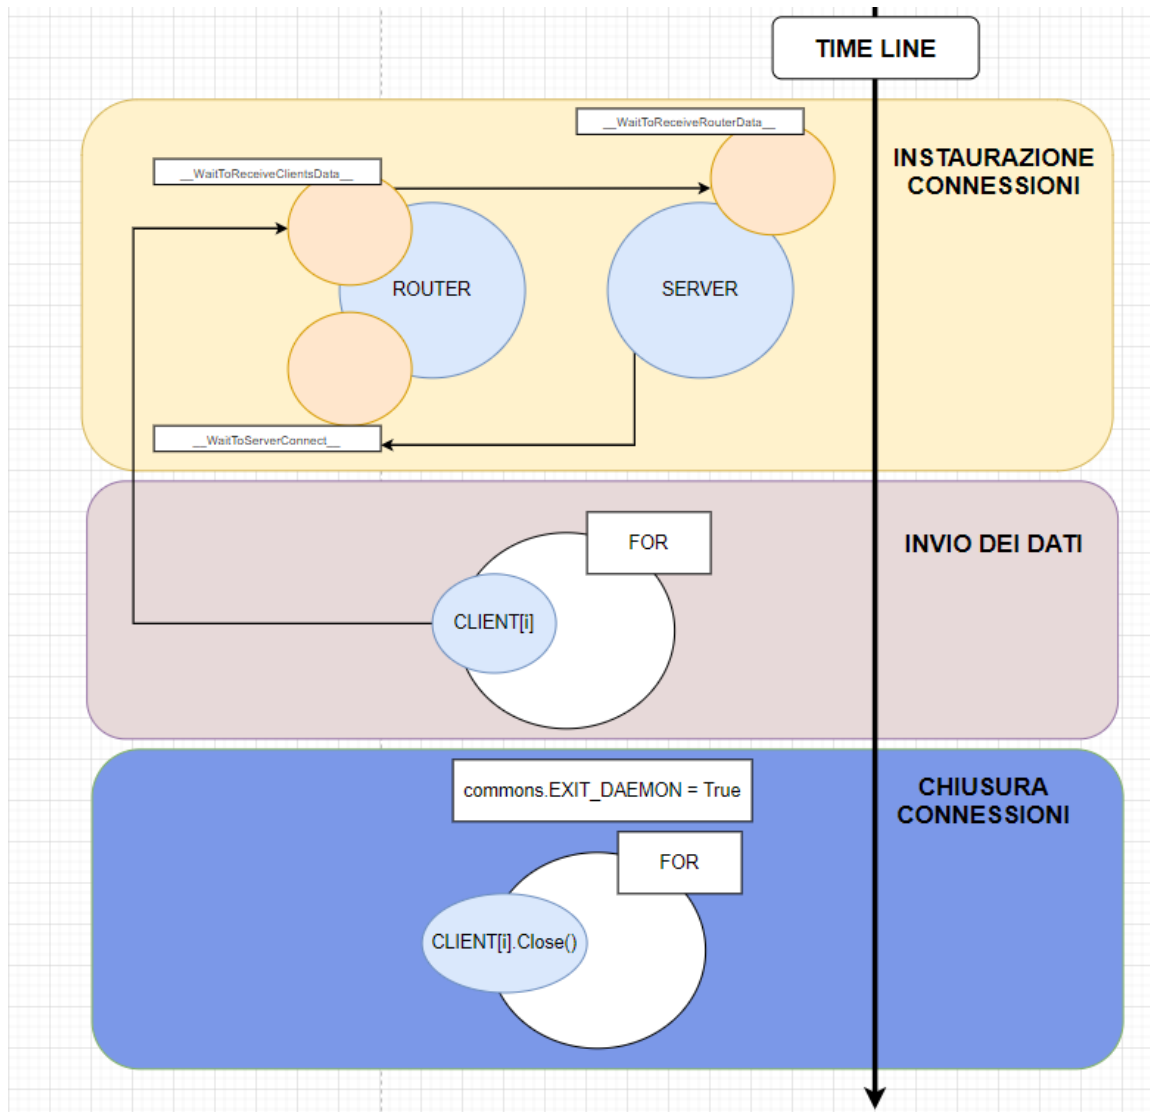 TIME LINE
__WaitToReceiveRouterData__
INSTAURAZIONE
CONNESSIONI
__WaitToReceiveClientsData__
ROUTER
SERVER
__WaitToServerConnect__
FOR
INVIO DEI DATI
CLIENT[i]
commons.EXIT_DAEMON = True
CHIUSURA
CONNESSIONI
FOR
CLIENT[i].Close()